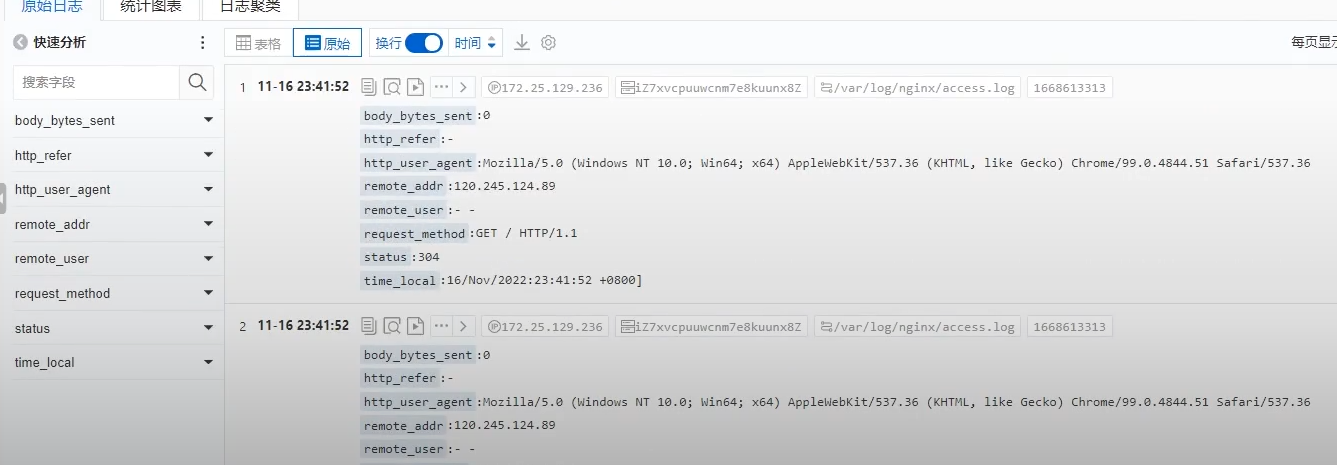 原始日志 统计图表 日志聚类
快速分析 表格 原始 换行 时间 每页显示
搜索字段
body_bytes_sent
http_refer
http_user_agent
remote_addr
remote_user
request_method
status
time_local
1 11-16 23:41:52 172.25.129.236 iZ7xvcpuuwcnm7e8kuunx8Z /var/log/nginx/access.log 1668613313
body_bytes_sent :0
http_refer :-
http_user_agent :Mozilla/5.0 (Windows NT 10.0; Win64; x64) AppleWebKit/537.36 (KHTML, like Gecko) Chrome/99.0.4844.51 Safari/537.36
remote_addr :120.245.124.89
remote_user :- -
request_method :GET / HTTP/1.1
status :304
time_local :16/Nov/2022:23:41:52 +0800]
2 11-16 23:41:52 172.25.129.236 iZ7xvcpuuwcnm7e8kuunx8Z /var/log/nginx/access.log 1668613313
body_bytes_sent :0
http_refer :-
http_user_agent :Mozilla/5.0 (Windows NT 10.0; Win64; x64) AppleWebKit/537.36 (KHTML, like Gecko) Chrome/99.0.4844.51 Safari/537.36
remote_addr :120.245.124.89
remote_user :- -